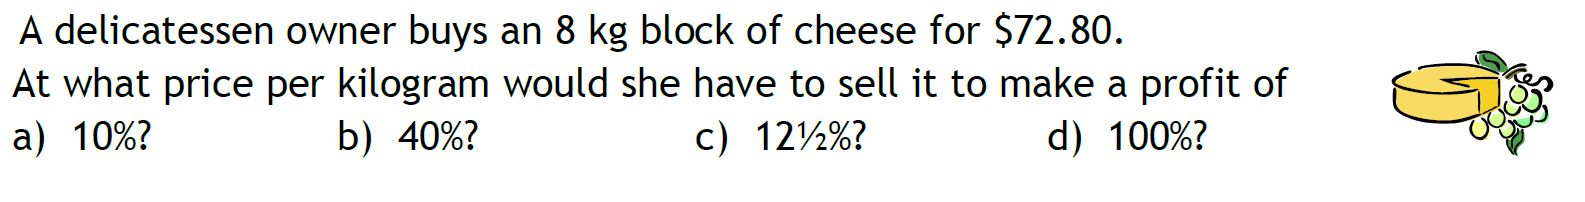 A delicatessen owner buys an 8 kg block of cheese for $72.80.
At what price per kilogram would she have to sell it to make a profit of
a) 10%? b) 40%? c) 12½%? d) 100%?